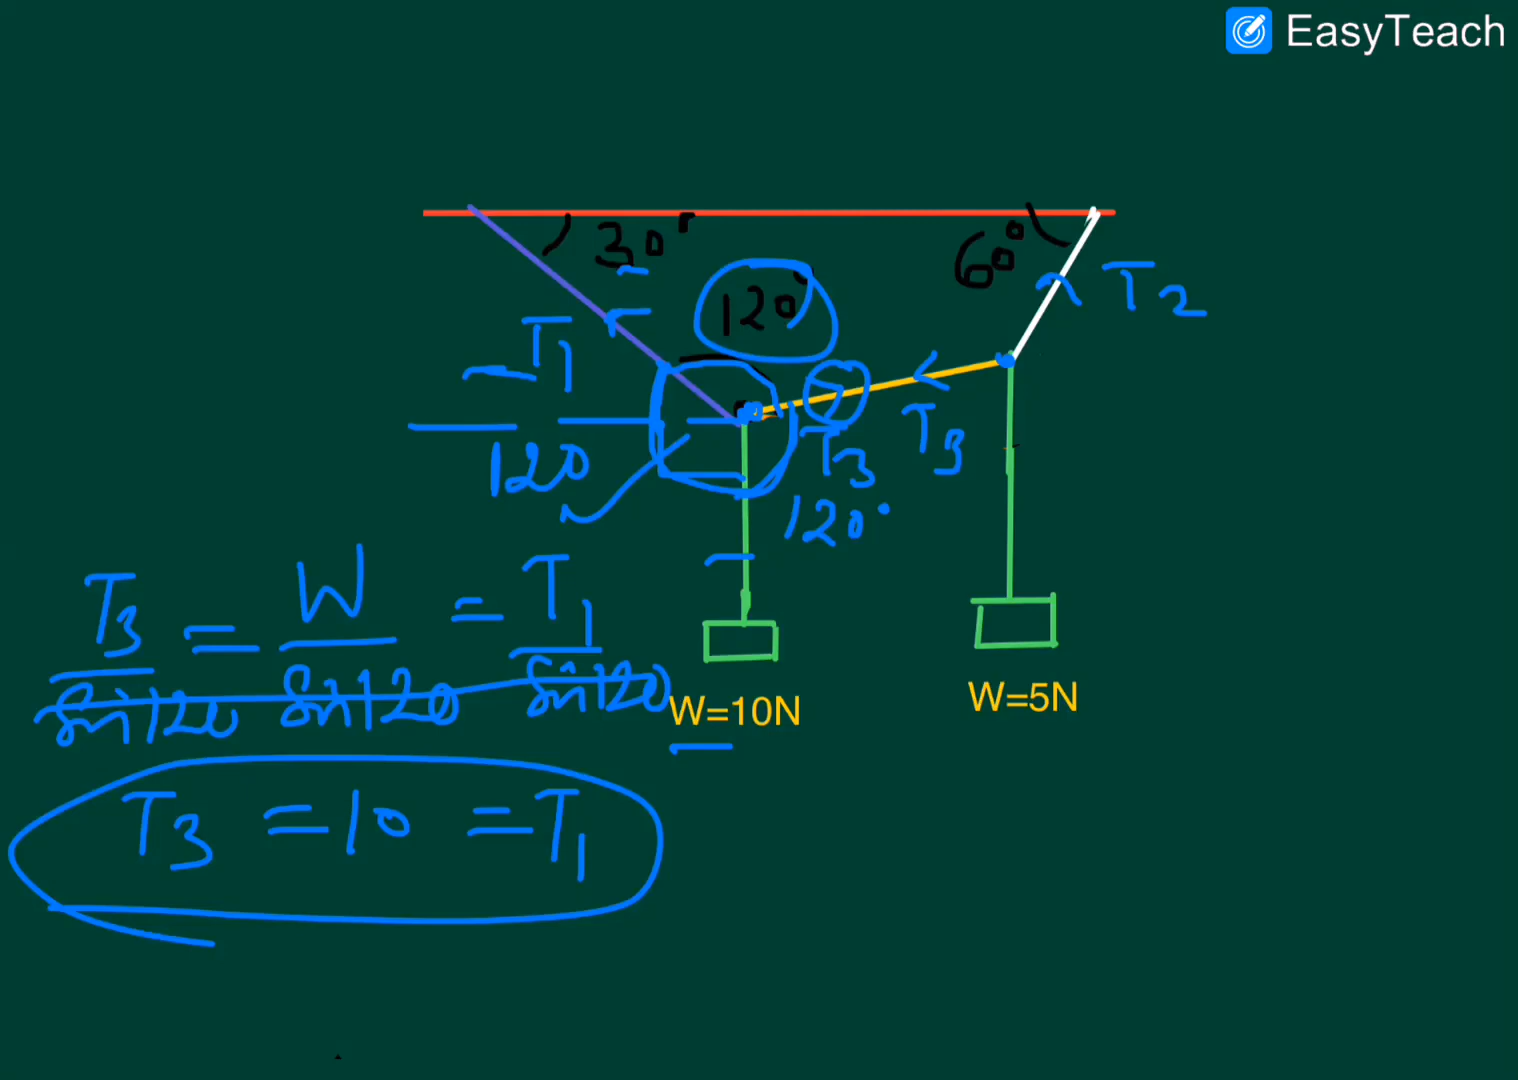 EasyTeach
30°
60°
120°
T1
T2
T3
T3
120
120°
T3 = W = T1
sin120 sin120 sin120
W=10N
W=5N
T3 = 10 = T1